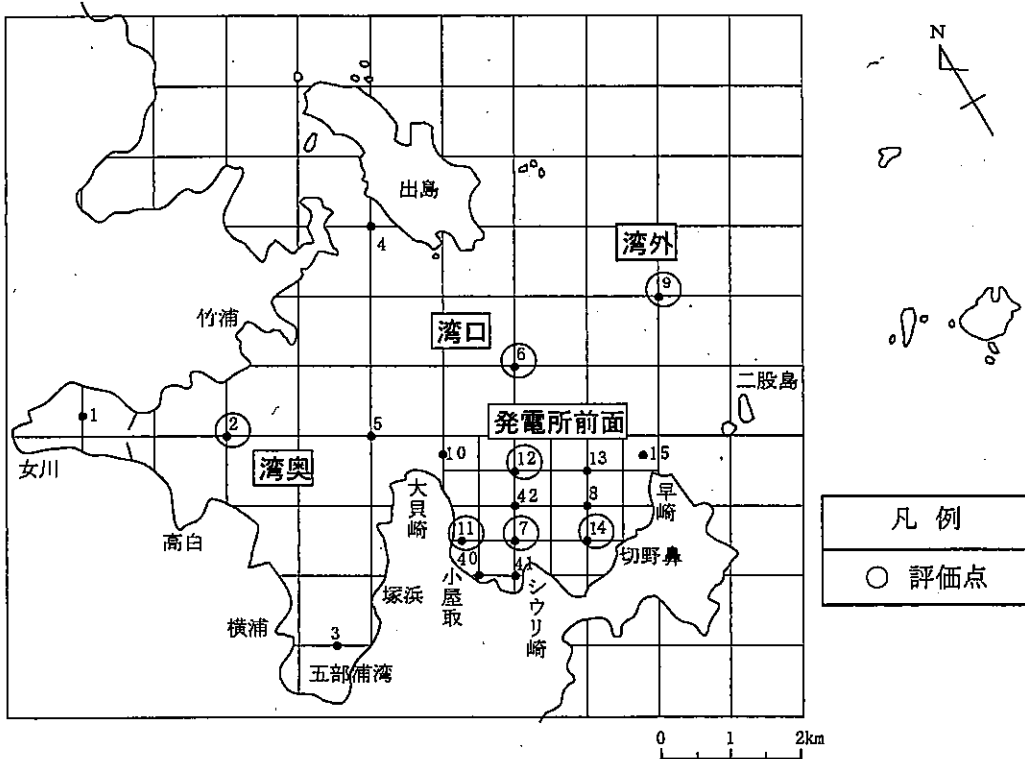 N
出島
4
湾外
9
竹浦
湾口
6
二股島
1
発電所前面
2
5
10
12
13
15
女川
湾奥
大貝崎
42
8
早崎
高白
11
7
14
凡例
40
41
切野鼻
○ 評価点
塚浜
小屋取
シウリ崎
横浦
3
五部浦湾
0 1 2km